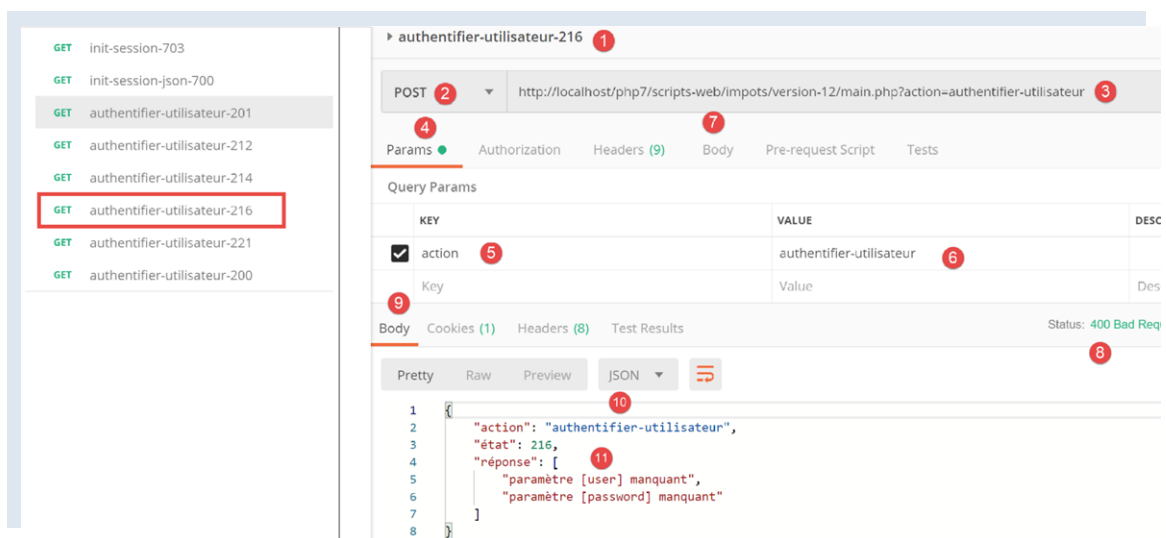 GET init-session-703
GET init-session-json-700
GET authentifier-utilisateur-201
GET authentifier-utilisateur-212
GET authentifier-utilisateur-214
GET authentifier-utilisateur-216
GET authentifier-utilisateur-221
GET authentifier-utilisateur-200
authentifier-utilisateur-216 1
POST 2 http://localhost/php7/scripts-web/impots/version-12/main.php?action=authentifier-utilisateur 3
4 7
Params Authorization Headers (9) Body Pre-request Script Tests
Query Params
KEY VALUE DESC
action 5 authentifier-utilisateur 6
Key Value Des
9
Body Cookies (1) Headers (8) Test Results Status: 400 Bad Requ
8
Pretty Raw Preview JSON
10
1 {
2 "action": "authentifier-utilisateur",
3 "état": 216,
4 "réponse": [ 11
5 "paramètre [user] manquant",
6 "paramètre [password] manquant"
7 ]
8 }